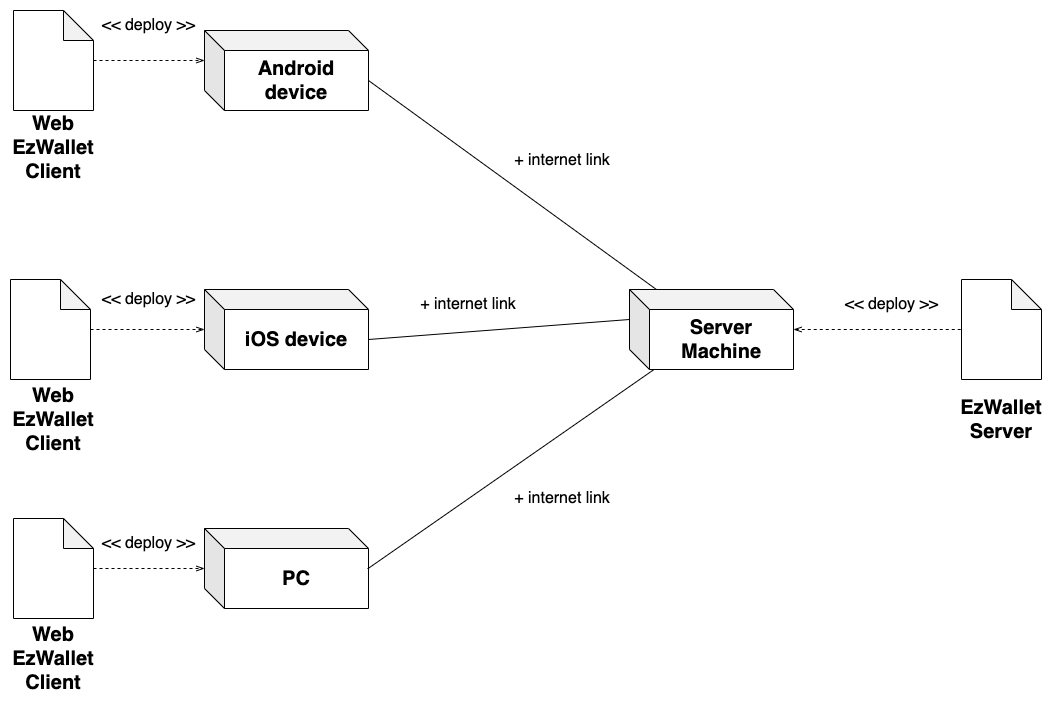 << deploy >>
Android
device
Web
EzWallet
Client
+ internet link
<< deploy >>
iOS device
Web
EzWallet
Client
+ internet link
Server
Machine
<< deploy >>
EzWallet
Server
<< deploy >>
PC
Web
EzWallet
Client
+ internet link